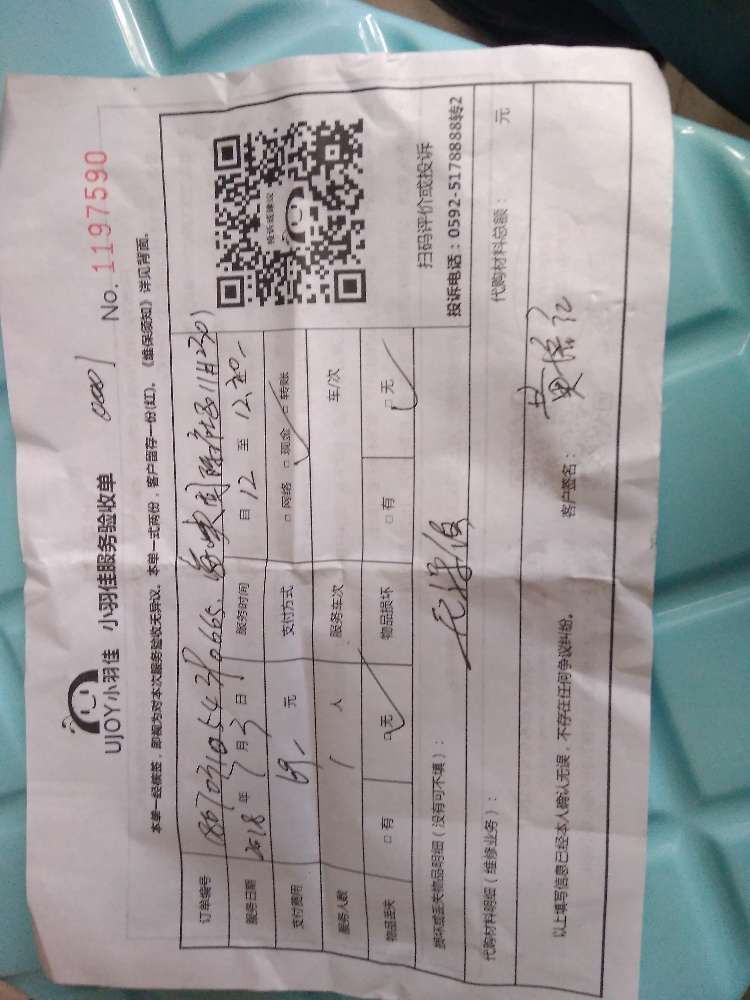 UJOY小羽佳 小羽佳服务验收单 No. 1197590
本单一经核签，即视为对本次服务验收无异议。本单一式两份，客户留存一份(红)。《维保须知》详见背面。
订单编号
服务日期 2018 年 7 月 3 日 服务时间 日 12 至 12.30
支付费用 69 元 支付方式 □ 网络 □ 现金 □ 转账
服务人数 1 人 服务车次 车/次
物品丢失 □ 有 □ 无 物品损坏 □ 有 □ 无
投诉或建议
扫码评价或投诉
投诉电话：0592-5178888转2
损坏或丢失物品明细（没有可不填）：
代购材料明细（维修业务）： 代购材料总额： 元
以上填写信息已经本人确认无误，不存在任何争议纠纷。 客户签名：